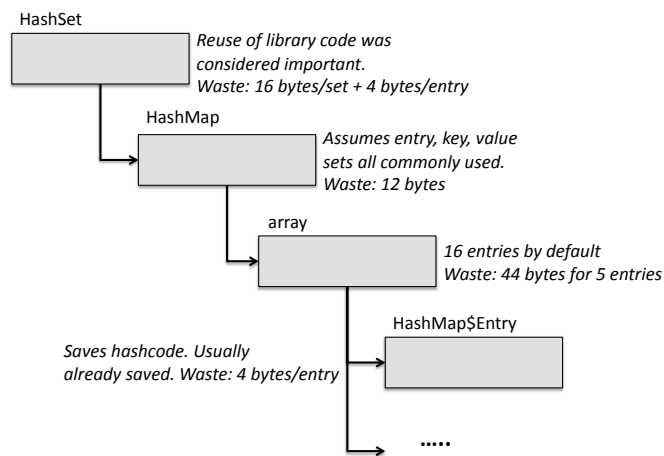 HashSet
Reuse of library code was
considered important.
Waste: 16 bytes/set + 4 bytes/entry
HashMap
Assumes entry, key, value
sets all commonly used.
Waste: 12 bytes
array
16 entries by default
Waste: 44 bytes for 5 entries
HashMap$Entry
Saves hashcode. Usually
already saved. Waste: 4 bytes/entry
.....